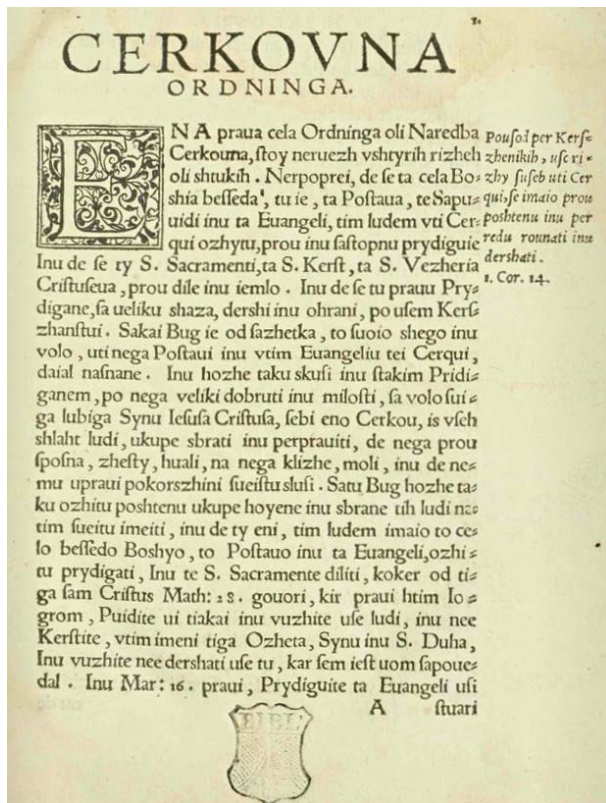 1.
CERKOVNA
ORDNINGA.
ENA praua cela Ordninga oli Naredba
Cerkouna, ſtoy neruezh vshtyrih rizheh
oli shtukih . Nerpoprei, de ſe ta cela Bo⸗
shia beſſeda', tu ie , ta Poſtaua , te Sapu⸗
uidi inu ta Euangeli, tim ludem vti Cer⸗
qui ozhytu, prou inu ſaſtopnu prydiguie
Inu de ſe ty S. Sacramenti, ta S. Kerſt , ta S. Vezheria
Criſtuſeua , prou dile inu iemlo . Inu de ſe tu prauu Pry⸗
digane, ſa ueliku shaza, dershi inu ohrani, po uſem Kerſ⸗
zhanſtui . Sakai Bug ie od ſazhetka , to ſuoio shego inu
volo , uti nega Poſtaui inu vtim Euangeliu tei Cerqui ,
daial naſnane . Inu hozhe taku skuſi inu ſtakim Pridi⸗
ganem, po nega veliki dobruti inu miloſti , ſa volo ſui⸗
ga lubiga Synu Ieſuſa Criſtuſa, ſebi eno Cerkou, is vſeh
shlaht ludi , ukupe sbrati inu perprauiti , de nega prou
ſpoſna , zheſty , huali , na nega klizhe , moli , inu de ne⸗
mu upraui pokorszhini ſueiſtu sluſi . Satu Bug hozhe ta⸗
ku ozhitu poshtenu ukupe hoyene inu sbrane tih ludi na⸗
tim ſueitu imeiti , inu de ty eni , tim ludem imaio to ce⸗
lo beſſedo Boshyo , to Poſtauo inu ta Euangeli, ozhi⸗
tu prydigati , Inu te S. Sacramente diliti , koker od ti⸗
ga ſam Criſtus Math: 28. gouori , kir praui htim Io⸗
grom , Puidite ui tiakai inu vuzhite uſe ludi , inu nee
Kerſtite , vtim imeni tiga Ozheta, Synu inu S. Duha,
Inu vuzhite nee dershati uſe tu , kar ſem ieſt uom ſapoue⸗
dal . Inu Mar: 16. praui , Prydiguite ta Euangeli uſi
A ſtuari
Pouſod per Kerſ⸗
zhenikih , uſe ri⸗
zhy ſuſeb uti Cer
qui, ſe imaio prou
poshtenu inu per
redu rounati inu
dershati .
1. Cor. 14.
BIBL